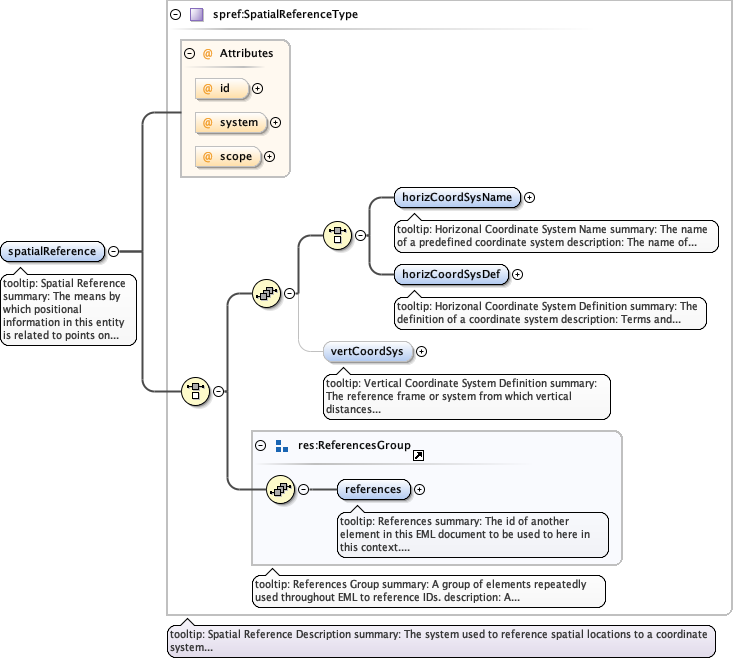 spref:SpatialReferenceType
@ Attributes
@ id
@ system
@ scope
spatialReference
tooltip: Spatial Reference
summary: The means by
which positional
information in this entity
is related to points on...
horizCoordSysName
tooltip: Horizonal Coordinate System Name summary: The name
of a predefined coordinate system description: The name of...
horizCoordSysDef
tooltip: Horizonal Coordinate System Definition summary: The
definition of a coordinate system description: Terms and...
vertCoordSys
tooltip: Vertical Coordinate System Definition summary:
The reference frame or system from which vertical
distances...
res:ReferencesGroup
references
tooltip: References summary: The id of another
element in this EML document to be used to here in
this context....
tooltip: References Group summary: A group of elements repeatedly
used throughout EML to reference IDs. description: A...
tooltip: Spatial Reference Description summary: The system used to reference spatial locations to a coordinate
system...